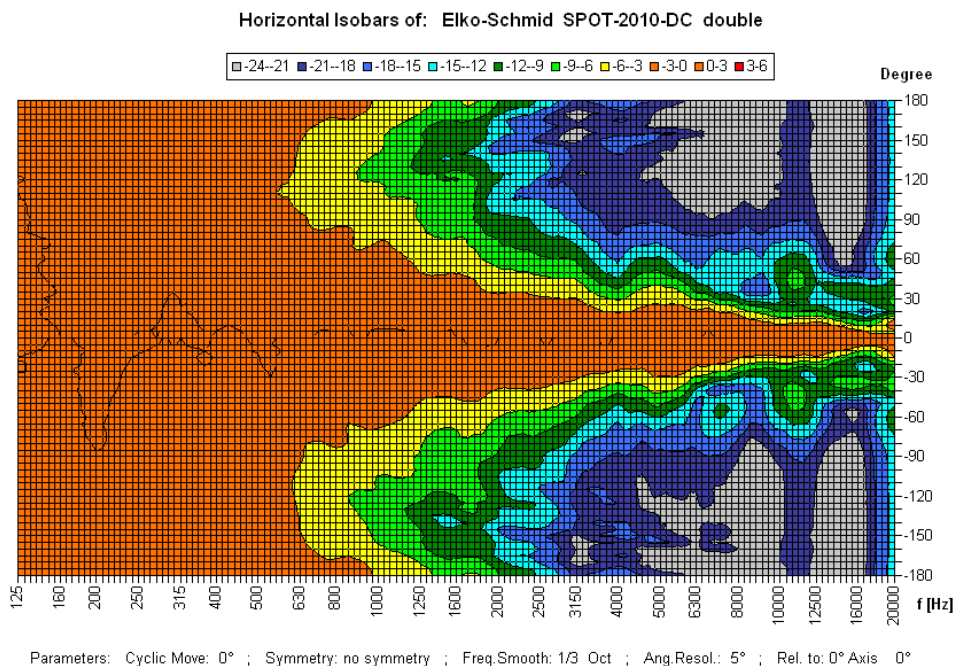 Horizontal Isobars of: Elko-Schmid SPOT-2010-DC double
-24--21 -21--18 -18--15 -15--12 -12--9 -9--6 -6--3 -3-0 0-3 3-6
Degree
180
150
120
90
60
30
0
-30
-60
-90
-120
-150
-180
125 160 200 250 315 400 500 630 800 1000 1250 1600 2000 2500 3150 4000 5000 6300 8000 10000 12500 16000 20000
f [Hz]
Parameters: Cyclic Move: 0° ; Symmetry: no symmetry ; Freq.Smooth: 1/3 Oct ; Ang.Resol.: 5° ; Rel. to: 0° Axis 0°